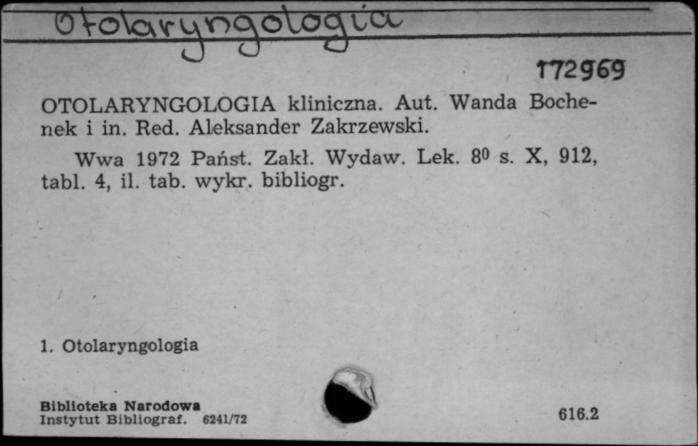 Otolaryngologia
172969
OTOLARYNGOLOGIA kliniczna. Aut. Wanda Boche-
nek i in. Red. Aleksander Zakrzewski.
Wwa 1972 Państ. Zakł. Wydaw. Lek. 8⁰ s. X, 912,
tabl. 4, il. tab. wykr. bibliogr.
1. Otolaryngologia
Biblioteka Narodowa
Instytut Bibliograf. 6241/72
616.2